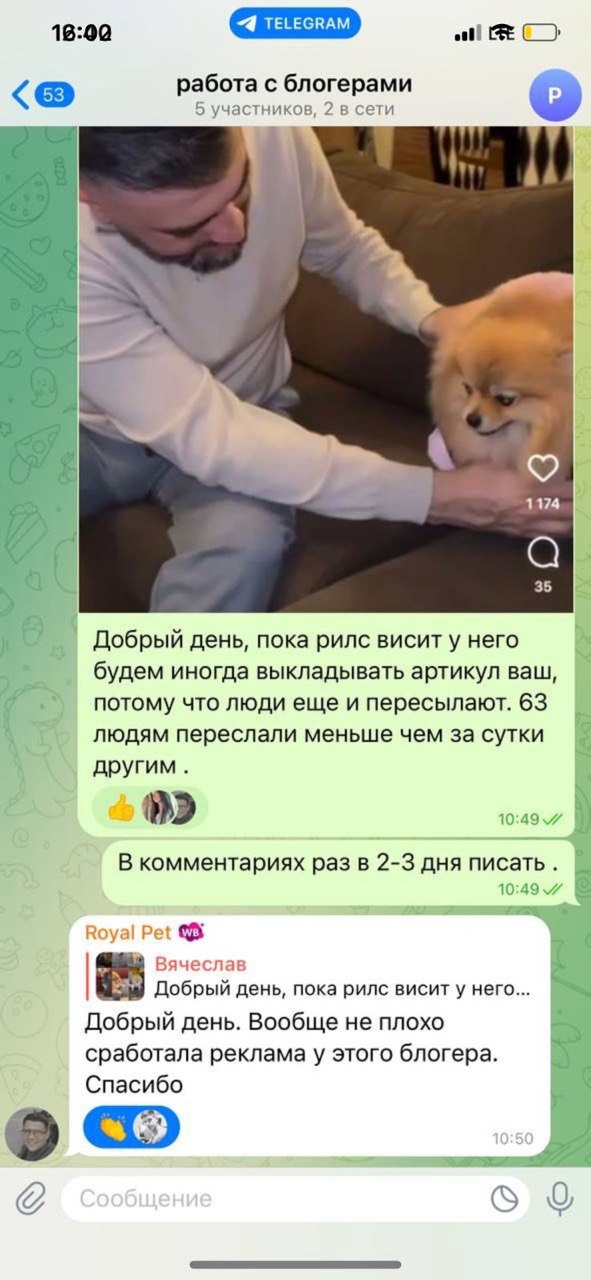 TELEGRAM
53
работа с блогерами
5 участников, 2 в сети
P
1 174
35
Добрый день, пока рилс висит у него
будем иногда выкладывать артикул ваш,
потому что люди еще и пересылают. 63
людям переслали меньше чем за сутки
другим .
10:49
В комментариях раз в 2-3 дня писать .
10:49
Royal Pet WB
Вячеслав
Добрый день, пока рилс висит у него...
Добрый день. Вообще не плохо
сработала реклама у этого блогера.
Спасибо
10:50
Сообщение